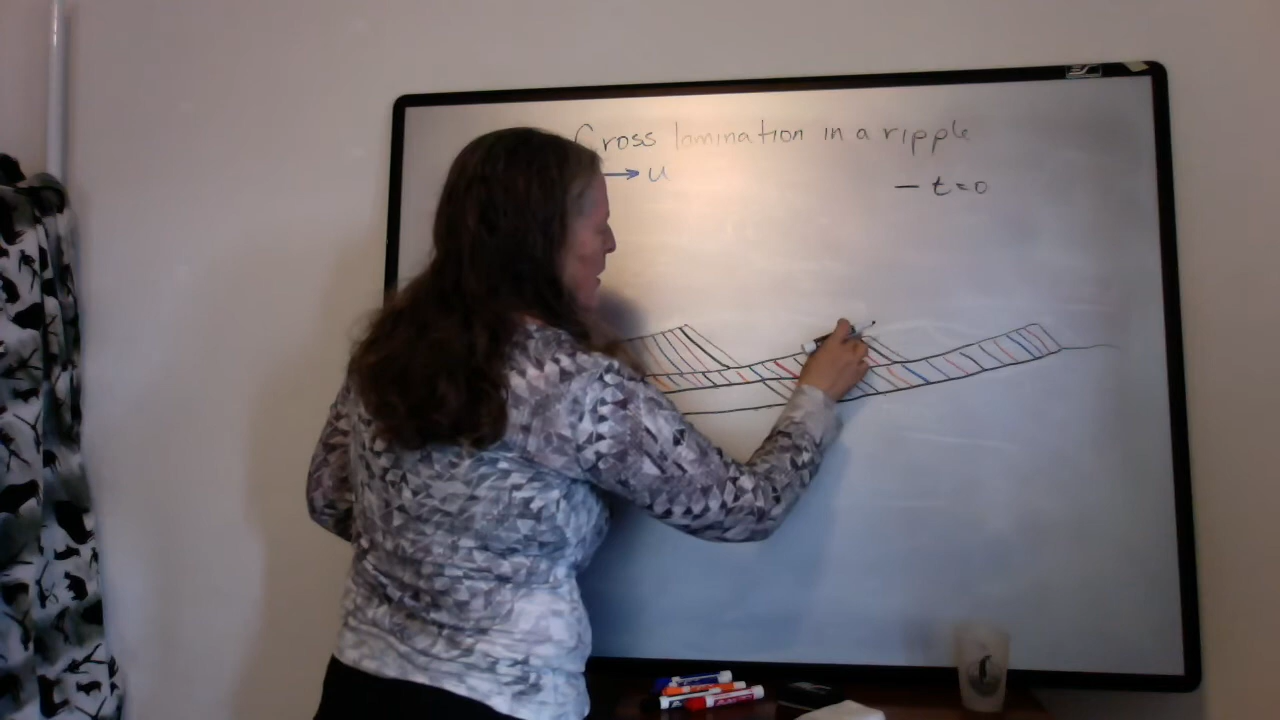 Cross lamination in a ripple
→ u
— t=0